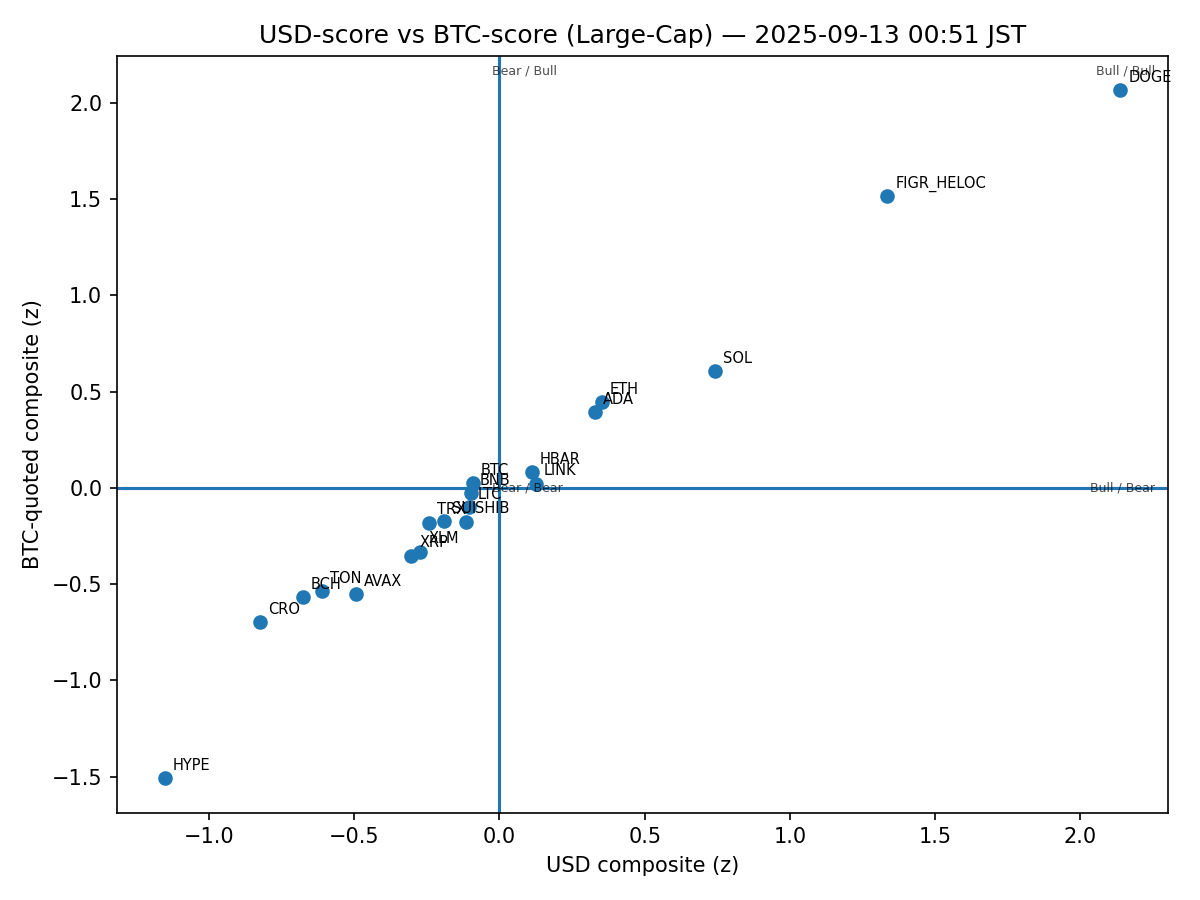 USD-score vs BTC-score (Large-Cap) — 2025-09-13 00:51 JST
Bear / Bull
Bull / Bull
DOGE
2.0
FIGR_HELOC
1.5
1.0
SOL
0.5
ETH
ADA
HBAR
BTC
LINK
BNB
0.0
Bear / Bear
Bull / Bear
LTC
TRX
SUI
SHIB
XLM
XRP
TON
AVAX
BCH
−0.5
CRO
−1.0
HYPE
−1.5
BTC-quoted composite (z)
−1.0
−0.5
0.0
0.5
1.0
1.5
2.0
USD composite (z)